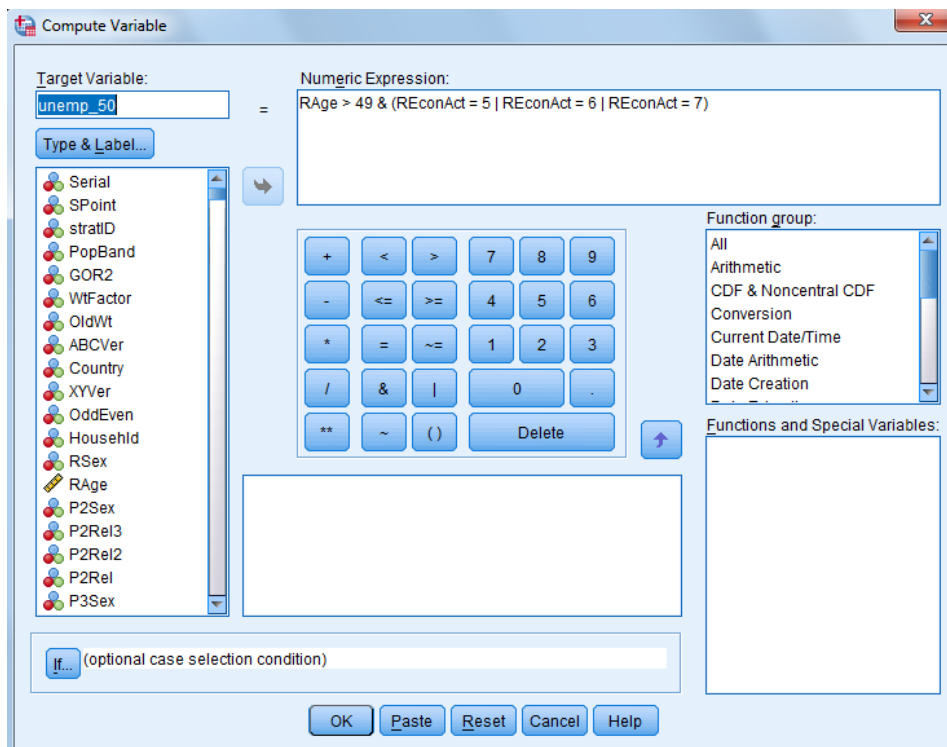 Compute Variable
x
Target Variable:
unemp_50
=
Numeric Expression:
RAge > 49 & (REconAct = 5 | REconAct = 6 | REconAct = 7)
Type & Label...
Serial
SPoint
stratID
PopBand
GOR2
WtFactor
OldWt
ABCVer
Country
XYVer
OddEven
Househld
RSex
RAge
P2Sex
P2Rel3
P2Rel2
P2Rel
P3Sex
+ < > 7 8 9
- <= >= 4 5 6
* = ~= 1 2 3
/ & | 0 .
** ~ ( ) Delete
Function group:
All
Arithmetic
CDF & Noncentral CDF
Conversion
Current Date/Time
Date Arithmetic
Date Creation
Functions and Special Variables:
If... (optional case selection condition)
OK Paste Reset Cancel Help